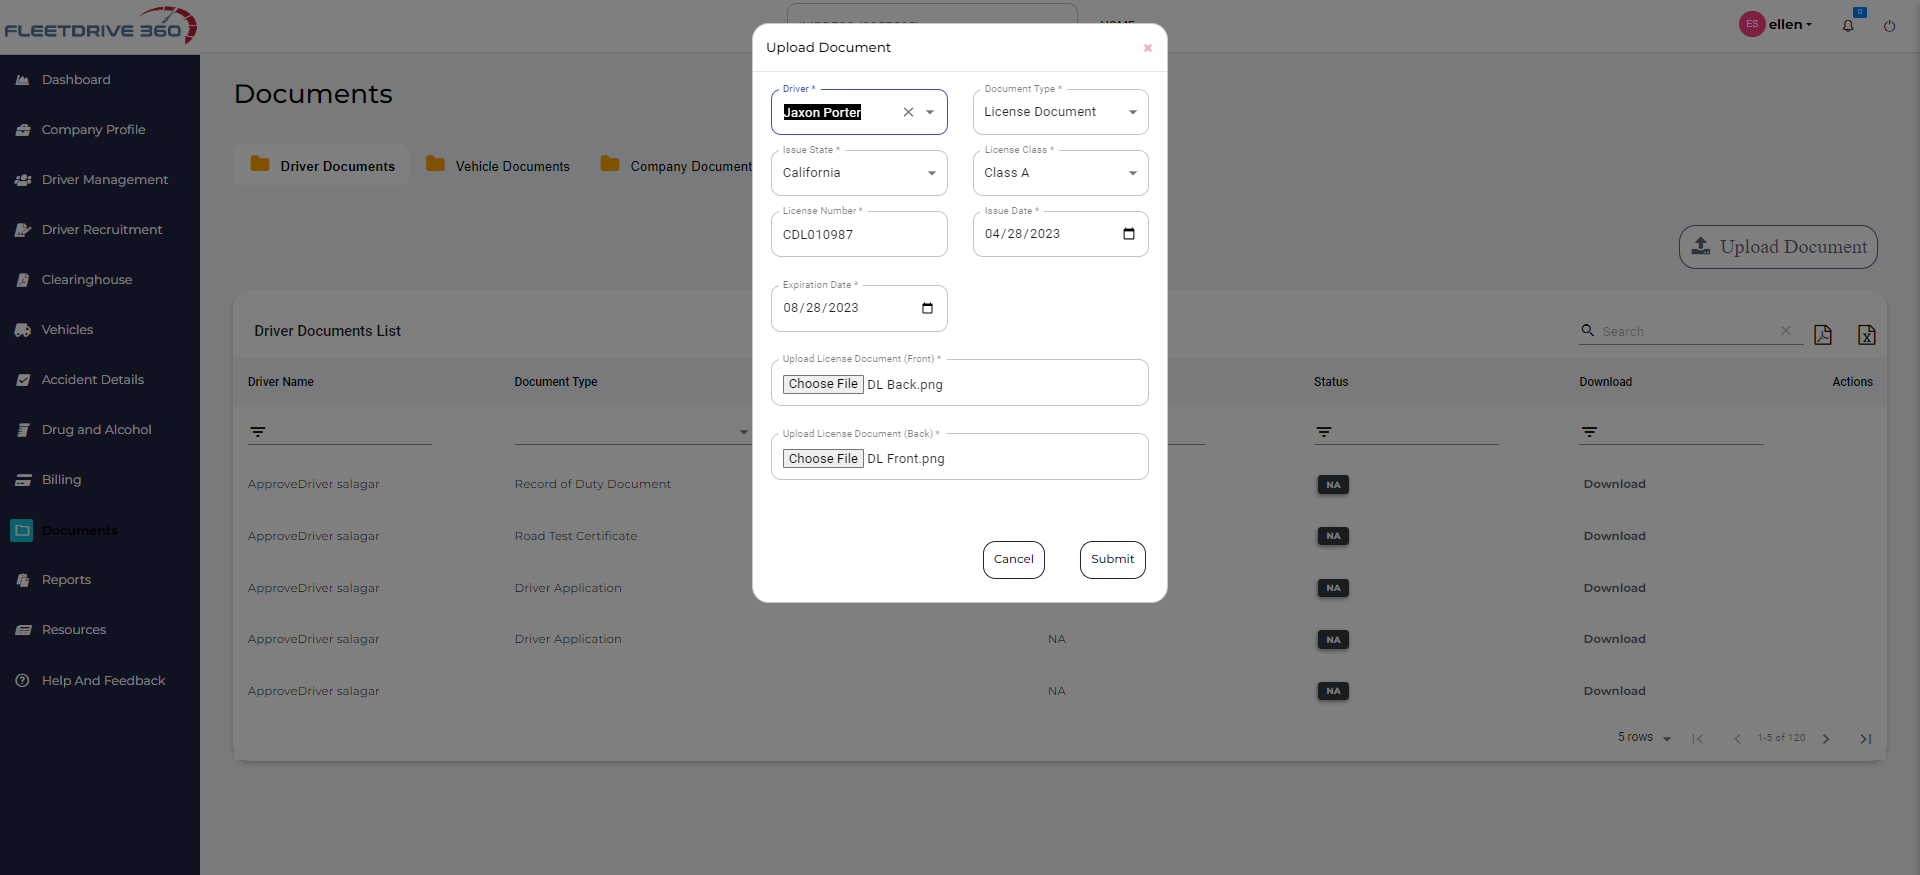 FLEETDRIVE 360
HOME
ES ellen
0
Dashboard
Company Profile
Driver Management
Driver Recruitment
Clearinghouse
Vehicles
Accident Details
Drug and Alcohol
Billing
Documents
Reports
Resources
Help And Feedback
Documents
Driver Documents
Vehicle Documents
Company Document
Upload Document
Driver Documents List
Search
Driver Name
Document Type
Status
Download
Actions
ApproveDriver salagar
Record of Duty Document
NA
Download
ApproveDriver salagar
Road Test Certificate
NA
Download
ApproveDriver salagar
Driver Application
NA
Download
ApproveDriver salagar
Driver Application
NA
NA
Download
ApproveDriver salagar
NA
NA
Download
5 rows
1-5 of 120
Upload Document
Driver *
Jaxon Porter
Document Type *
License Document
Issue State *
California
License Class *
Class A
License Number *
CDL010987
Issue Date *
04/28/2023
Expiration Date *
08/28/2023
Upload License Document (Front) *
Choose File DL Back.png
Upload License Document (Back) *
Choose File DL Front.png
Cancel
Submit